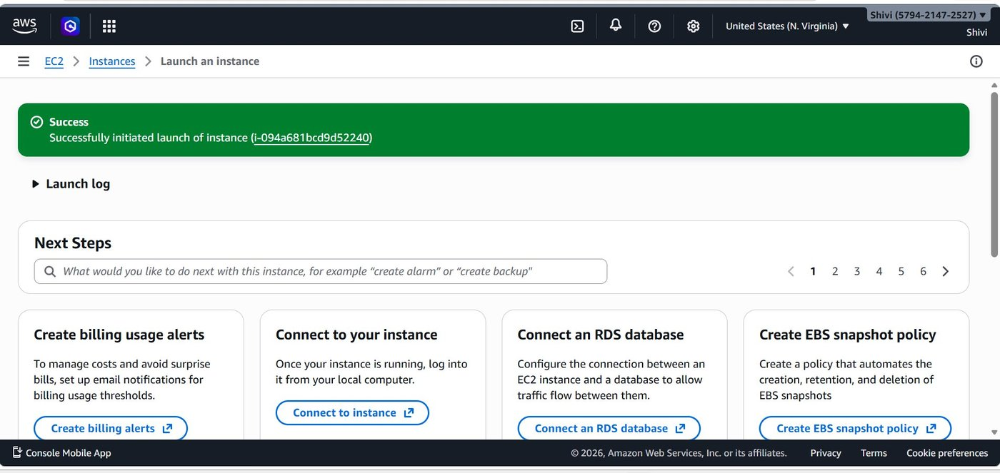 aws
United States (N. Virginia) ▼
Shivi (5794-2147-2527) ▼
Shivi
EC2 > Instances > Launch an instance
Success
Successfully initiated launch of instance (i-094a681bcd9d52240)
Launch log
Next Steps
What would you like to do next with this instance, for example “create alarm” or “create backup"
1 2 3 4 5 6
Create billing usage alerts
To manage costs and avoid surprise
bills, set up email notifications for
billing usage thresholds.
Create billing alerts
Connect to your instance
Once your instance is running, log into
it from your local computer.
Connect to instance
Connect an RDS database
Configure the connection between an
EC2 instance and a database to allow
traffic flow between them.
Connect an RDS database
Create EBS snapshot policy
Create a policy that automates the
creation, retention, and deletion of
EBS snapshots
Create EBS snapshot policy
Console Mobile App
© 2026, Amazon Web Services, Inc. or its affiliates. Privacy Terms Cookie preferences